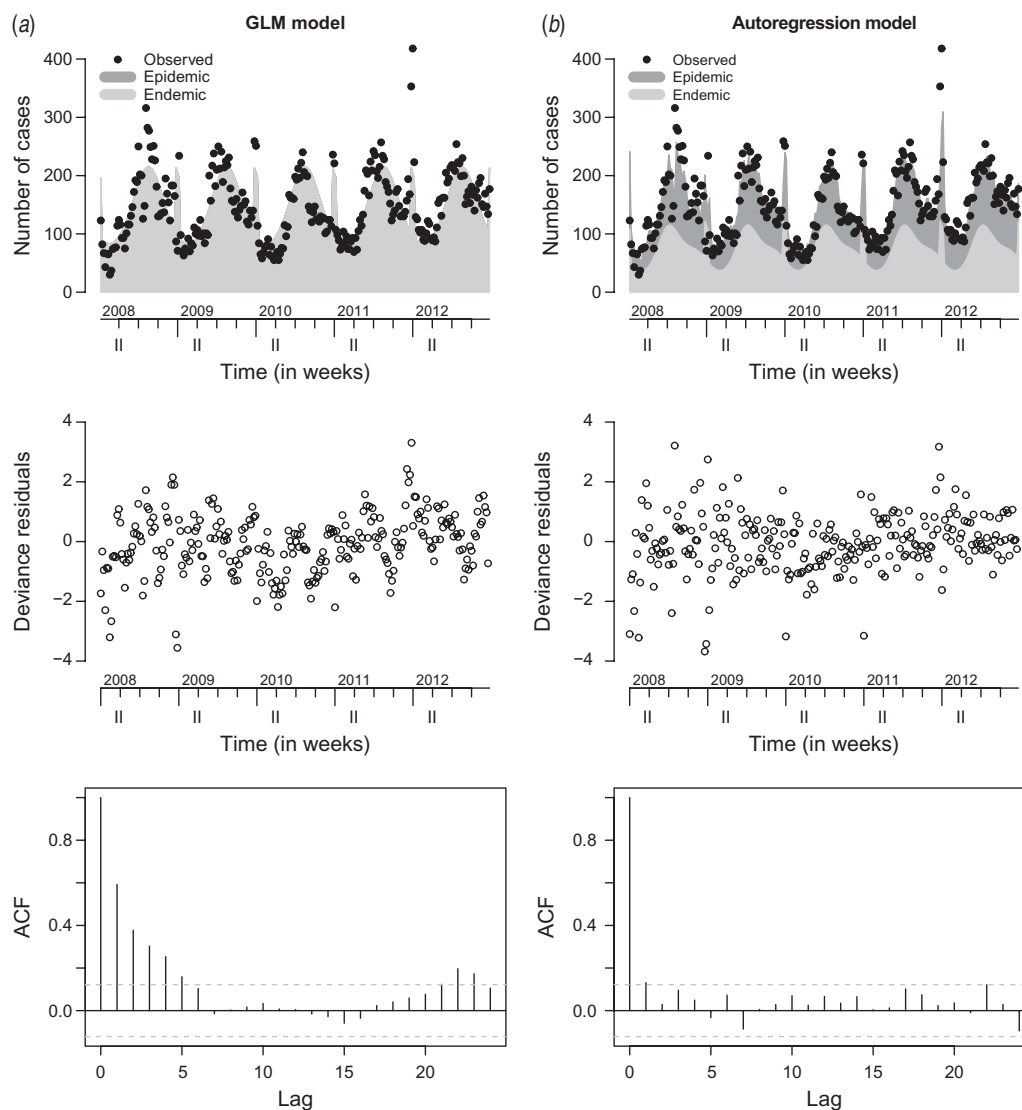 (a)
GLM model
Number of cases
400
300
200
100
0
Observed
Epidemic
Endemic
2008
2009
2010
2011
2012
II
II
II
II
II
Time (in weeks)
(b)
Autoregression model
Number of cases
400
300
200
100
0
Observed
Epidemic
Endemic
2008
2009
2010
2011
2012
II
II
II
II
II
Time (in weeks)
Deviance residuals
4
2
0
−2
−4
2008
2009
2010
2011
2012
II
II
II
II
II
Time (in weeks)
Deviance residuals
4
2
0
−2
−4
2008
2009
2010
2011
2012
II
II
II
II
II
Time (in weeks)
ACF
0.8
0.4
0.0
0
5
10
15
20
Lag
ACF
0.8
0.4
0.0
0
5
10
15
20
Lag